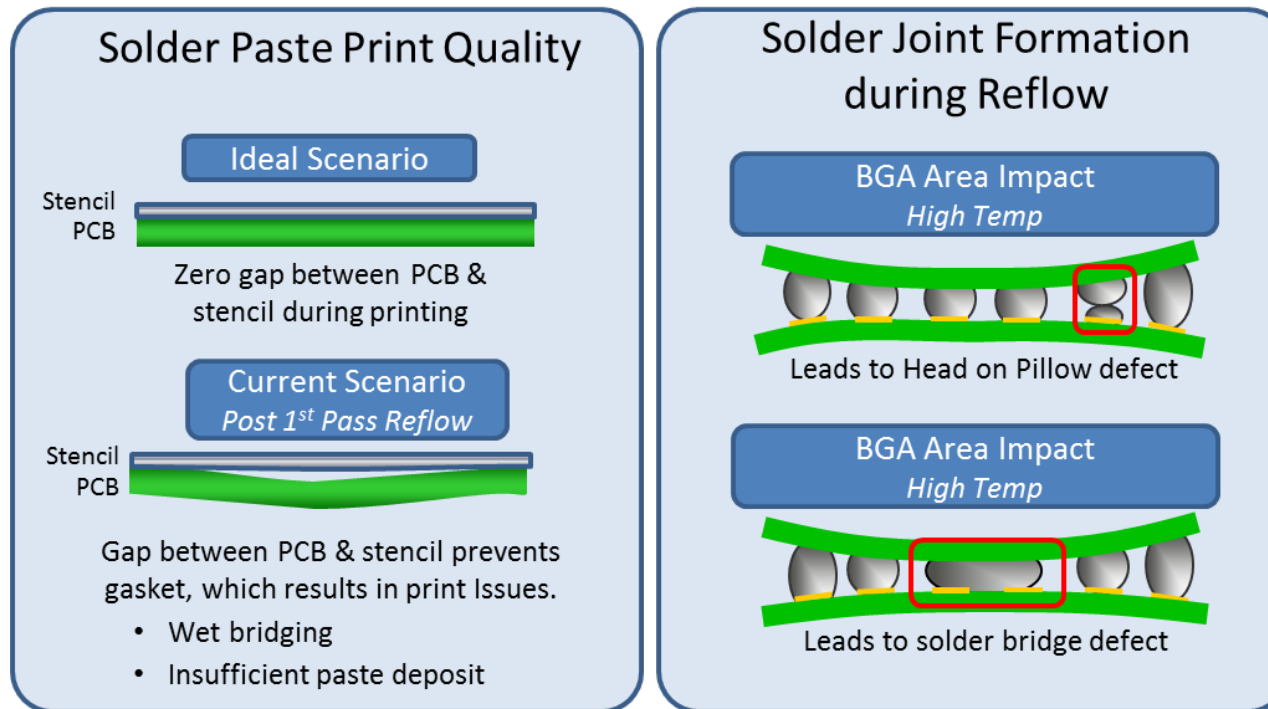 Solder Paste Print Quality
Ideal Scenario
Stencil
PCB
Zero gap between PCB &
stencil during printing
Current Scenario
Post 1st Pass Reflow
Stencil
PCB
Gap between PCB & stencil prevents
gasket, which results in print Issues.
• Wet bridging
• Insufficient paste deposit
Solder Joint Formation
during Reflow
BGA Area Impact
High Temp
Leads to Head on Pillow defect
BGA Area Impact
High Temp
Leads to solder bridge defect